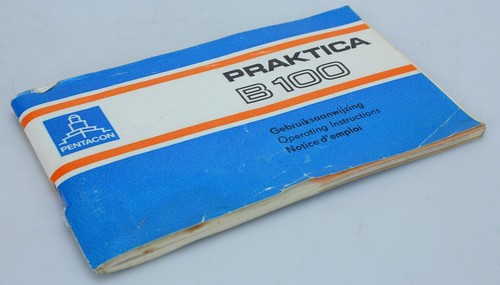 PRAKTICA
B100
Gebruiksaanwijzing
Operating Instructions
Notice d'emploi
PENTACON